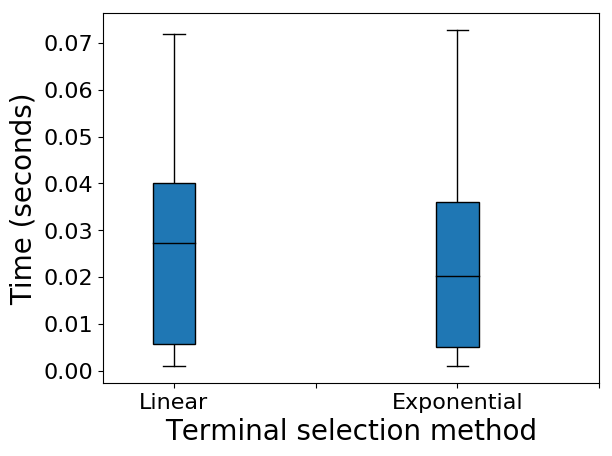 Time (seconds)
0.07
0.06
0.05
0.04
0.03
0.02
0.01
0.00
Linear
Exponential
Terminal selection method